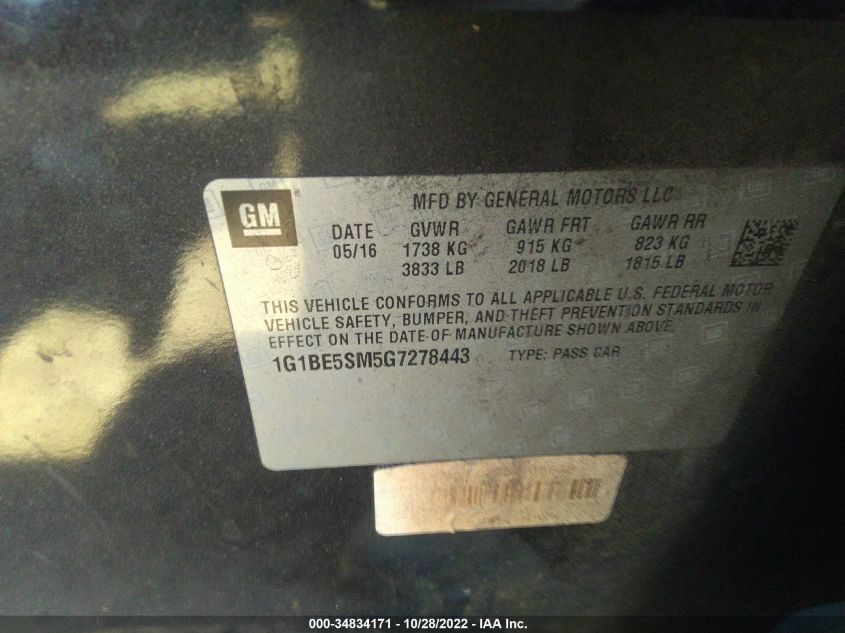 GM
MFD BY GENERAL MOTORS LLC
DATE GVWR GAWR FRT GAWR RR
05/16 1738 KG 915 KG 823 KG
3833 LB 2018 LB 1815 LB
THIS VEHICLE CONFORMS TO ALL APPLICABLE U.S. FEDERAL MOTOR
VEHICLE SAFETY, BUMPER, AND THEFT PREVENTION STANDARDS IN
EFFECT ON THE DATE OF MANUFACTURE SHOWN ABOVE.
1G1BE5SM5G7278443 TYPE: PASS CAR
000-34834171 - 10/28/2022 - IAA Inc.